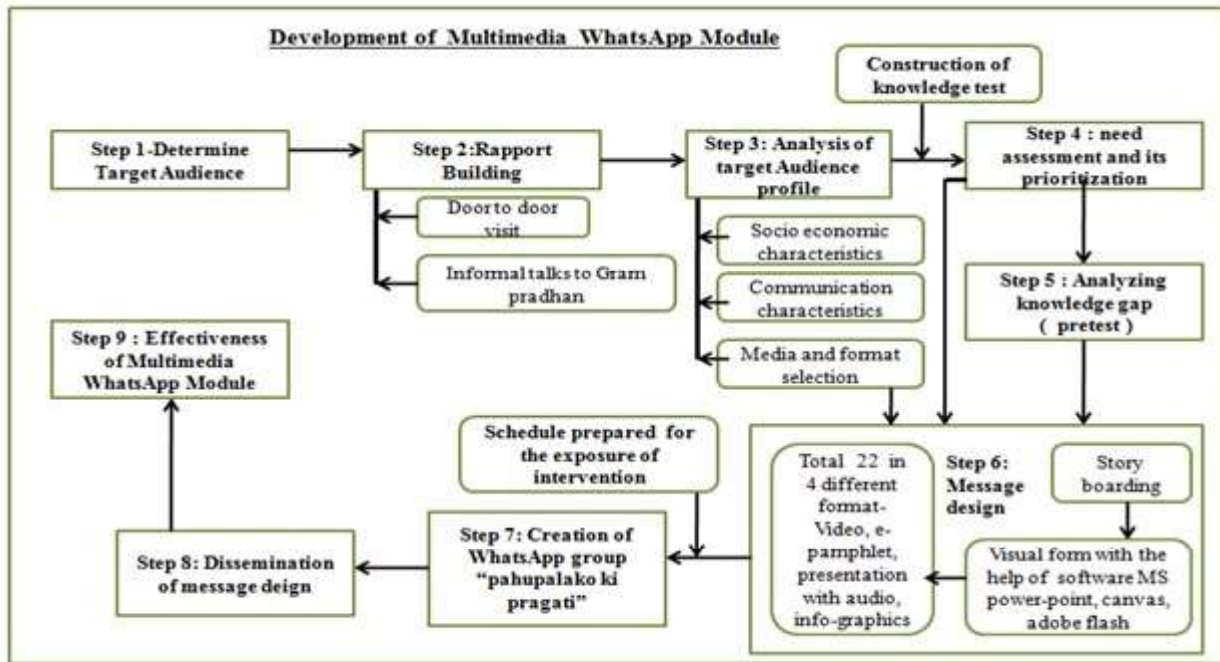 Development of Multimedia WhatsApp Module
Construction of
knowledge test
Step 1-Determine
Target Audience
Step 2:Rapport
Building
Door to door
visit
Informal talks to Gram
pradhan
Step 3: Analysis of
target Audience
profile
Socio economic
characteristics
Communication
characteristics
Media and format
selection
Step 4 : need
assessment and its
prioritization
Step 5 : Analyzing
knowledge gap
( pretest )
Step 6:
Message
design
Story
boarding
Visual form with the
help of software MS
power-point, canvas,
adobe flash
Total 22 in
4 different
format-
Video, e-
pamphlet,
presentation
with audio,
info-graphics
Schedule prepared for
the exposure of
intervention
Step 7: Creation of
WhatsApp group
“pahupalako ki
pragati”
Step 8: Dissemination
of message deign
Step 9 : Effectiveness
of Multimedia
WhatsApp Module